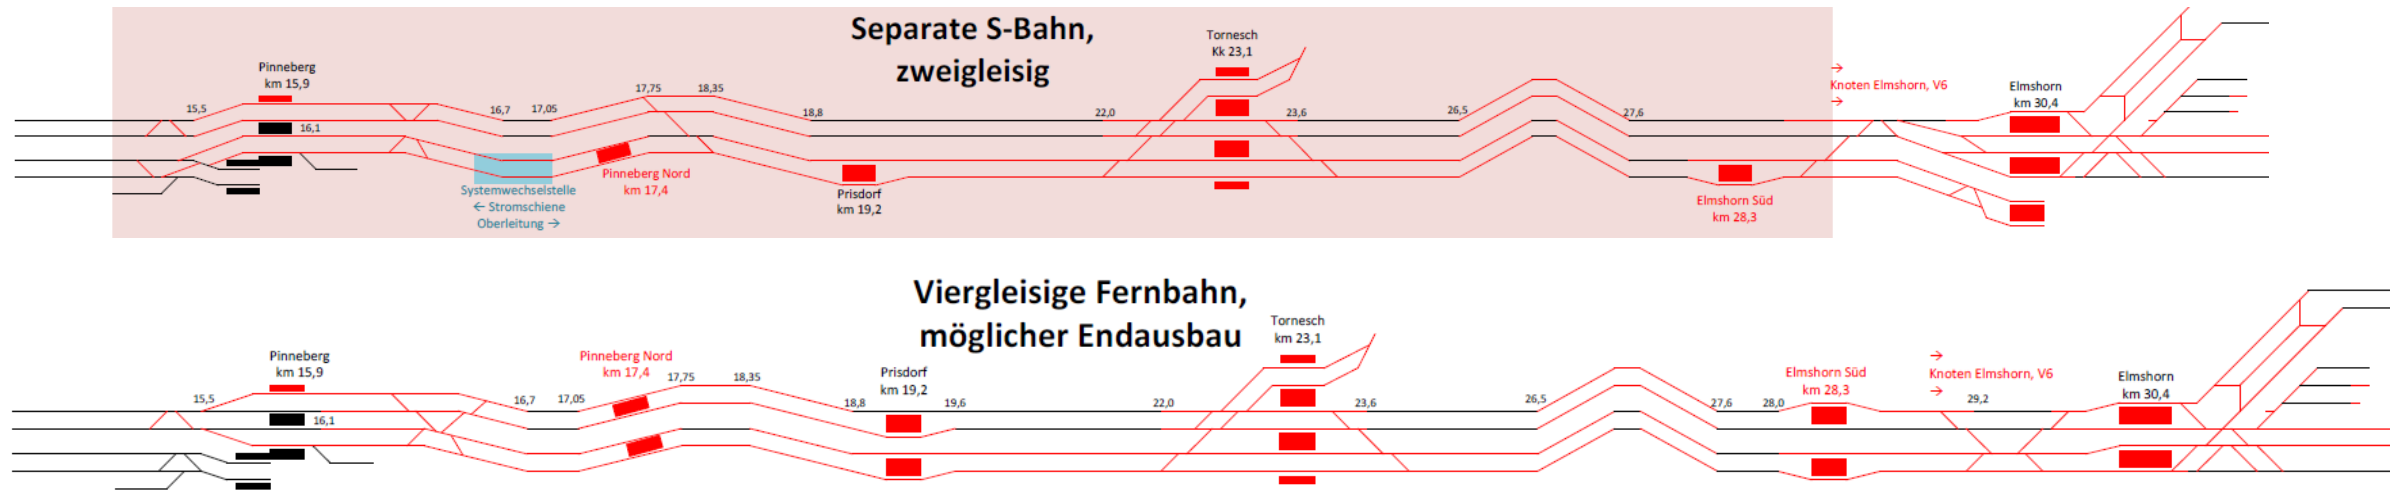 Separate S-Bahn,
zweigleisig
Pinneberg
km 15,9
15,5
16,1
16,7
17,05
17,75
18,35
18,8
Systemwechselstelle
← Stromschiene
Oberleitung →
Pinneberg Nord
km 17,4
Prisdorf
km 19,2
Tornesch
Kk 23,1
22,0
23,6
26,5
27,6
Elmshorn Süd
km 28,3
→
Knoten Elmshorn, V6
→
Elmshorn
km 30,4
Viergleisige Fernbahn,
möglicher Endausbau
Pinneberg
km 15,9
15,5
16,1
16,7
17,05
Pinneberg Nord
km 17,4
17,75
18,35
18,8
Prisdorf
km 19,2
19,6
Tornesch
km 23,1
22,0
23,6
26,5
27,6
28,0
Elmshorn Süd
km 28,3
→
Knoten Elmshorn, V6
→
29,2
Elmshorn
km 30,4